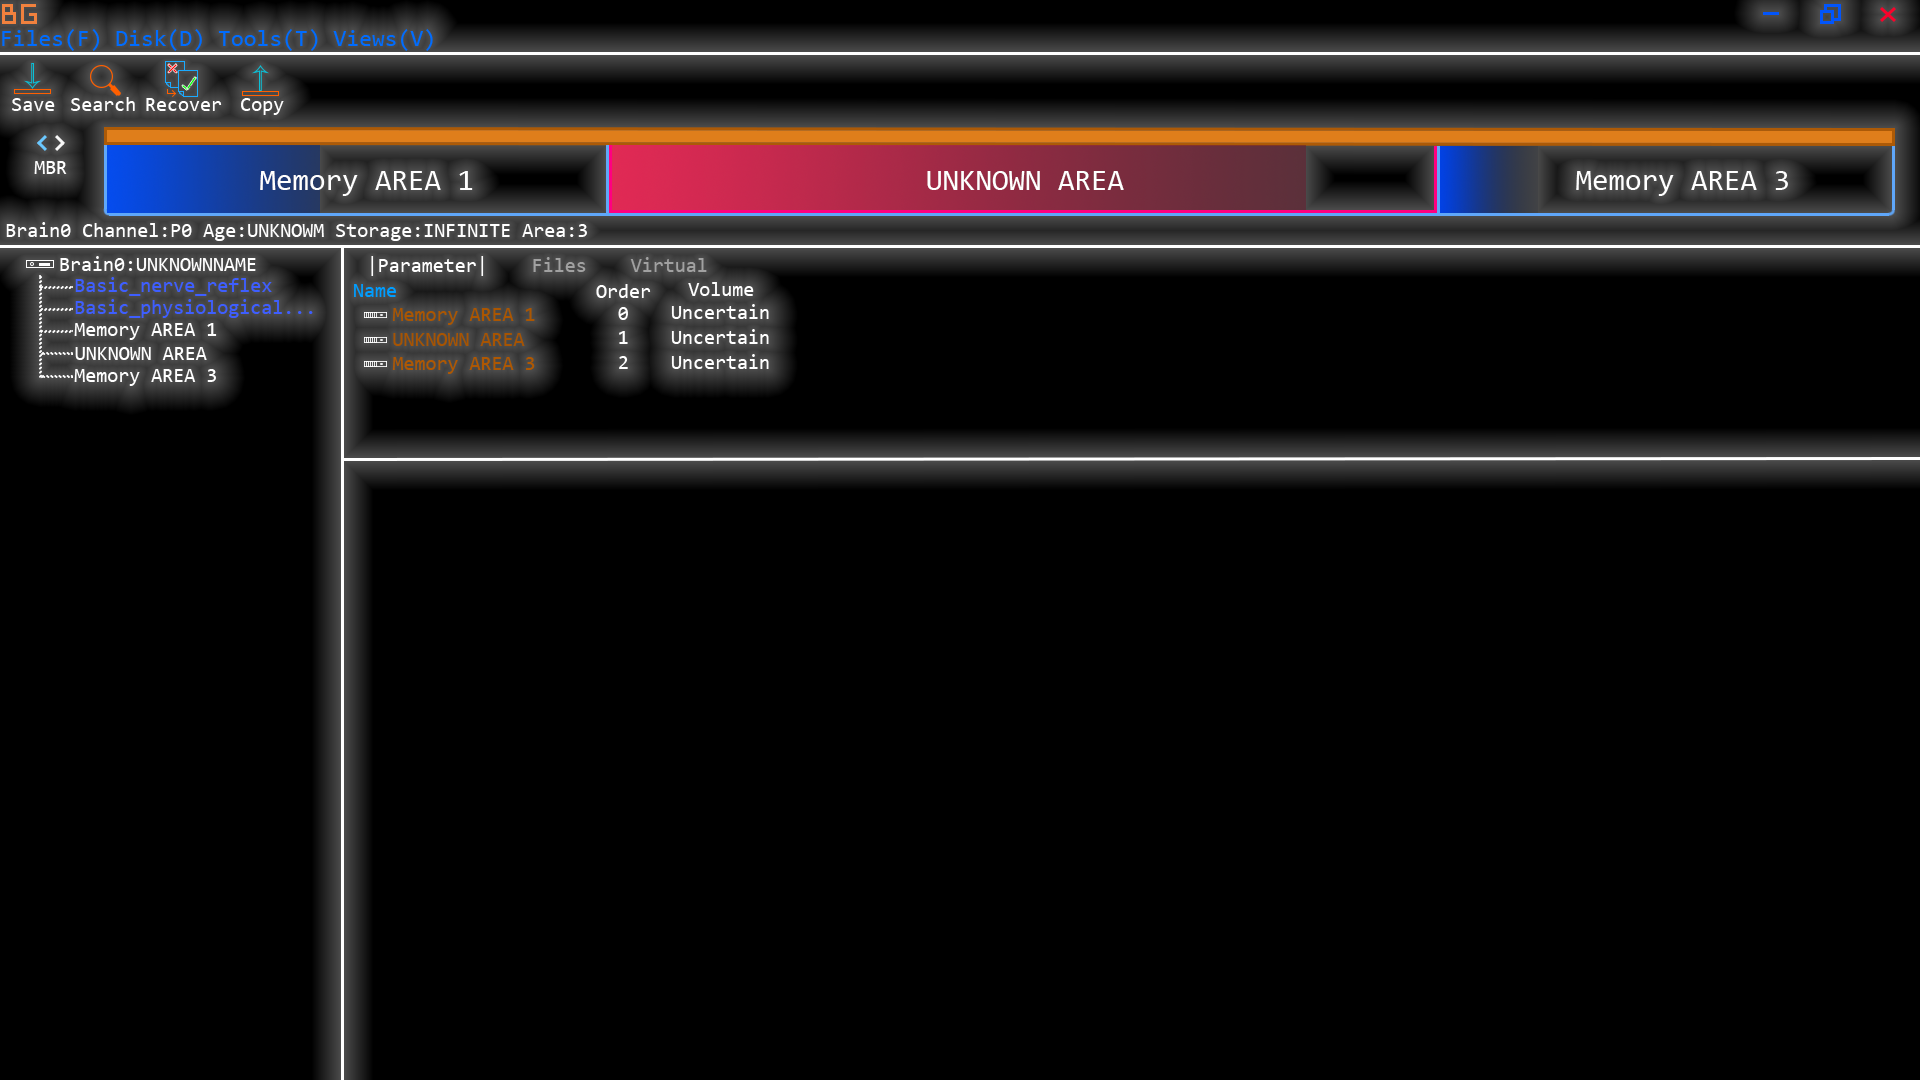 BG
Files(F) Disk(D) Tools(T) Views(V)
Save Search Recover Copy
MBR
Memory AREA 1 UNKNOWN AREA Memory AREA 3
Brain0 Channel:P0 Age:UNKNOWM Storage:INFINITE Area:3
Brain0:UNKNOWNNAME
Basic_nerve_reflex
Basic_physiological...
Memory AREA 1
UNKNOWN AREA
Memory AREA 3
|Parameter| Files Virtual
Name Order Volume
Memory AREA 1 0 Uncertain
UNKNOWN AREA 1 Uncertain
Memory AREA 3 2 Uncertain